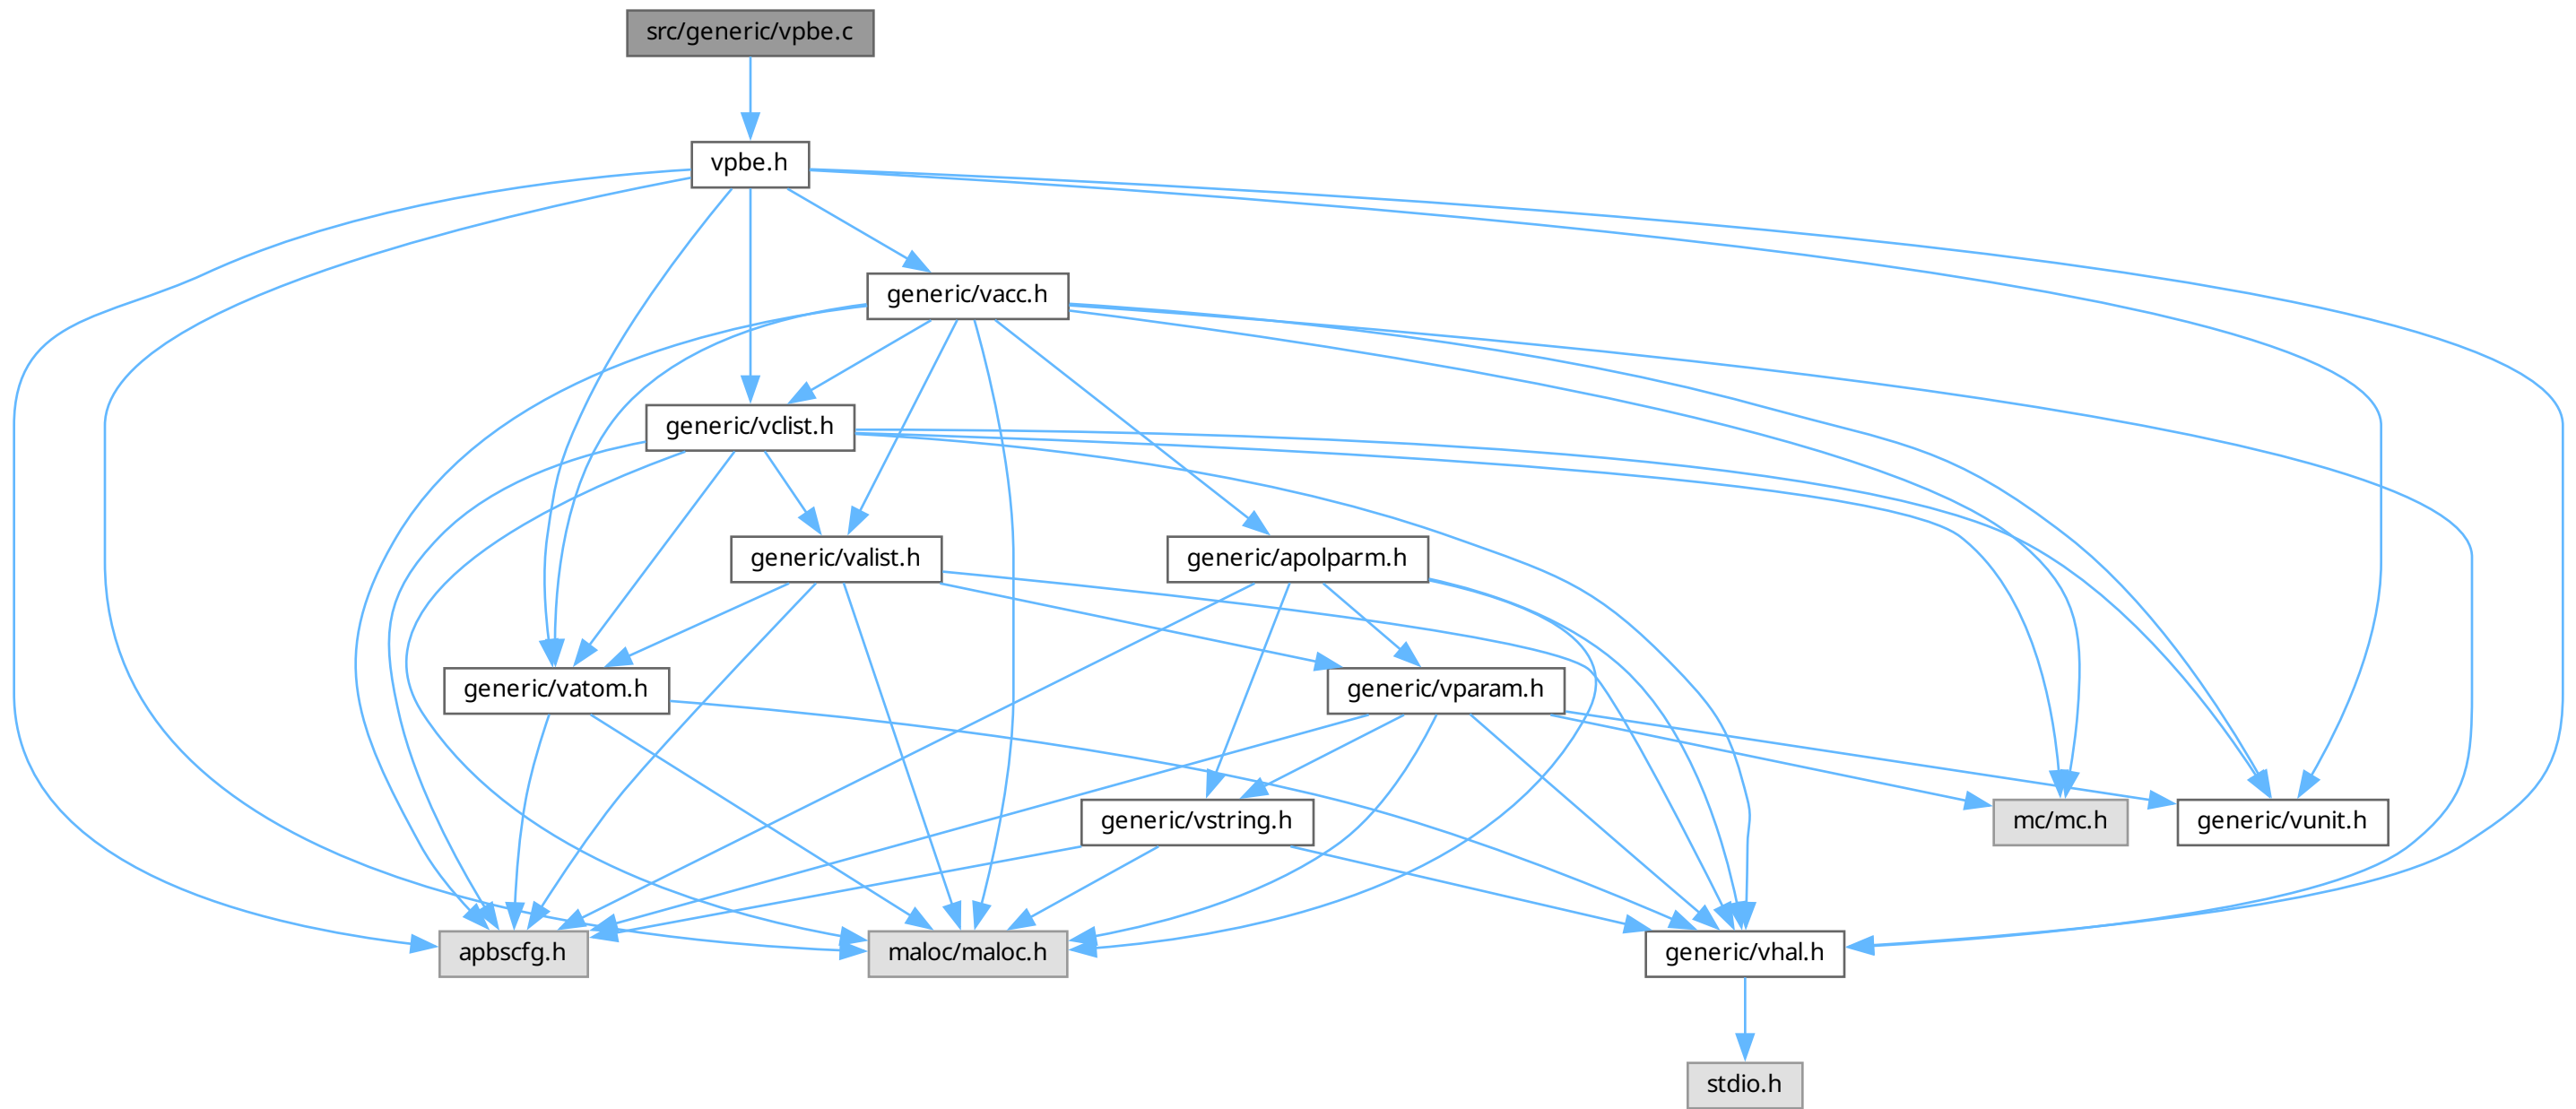 src/generic/vpbe.c
vpbe.h
generic/vacc.h
generic/vclist.h
generic/valist.h
generic/apolparm.h
generic/vatom.h
generic/vparam.h
generic/vstring.h
mc/mc.h
generic/vunit.h
apbscfg.h
maloc/maloc.h
generic/vhal.h
stdio.h